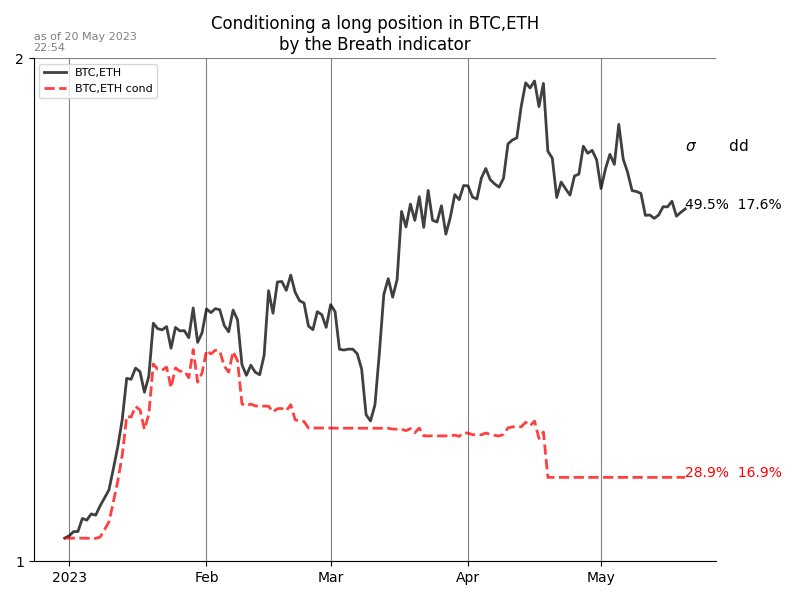 Conditioning a long position in BTC,ETH
by the Breath indicator
as of 20 May 2023
22:54
2
BTC,ETH
BTC,ETH cond
σ dd
49.5% 17.6%
28.9% 16.9%
1
2023 Feb Mar Apr May